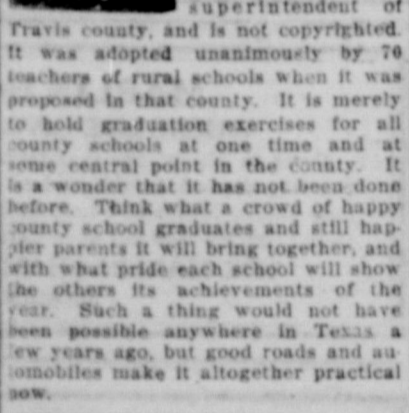 superintendent of
Travis county, and is not copyrighted.
It was adopted unanimously by 70
teachers of rural schools when it was
proposed in that county. It is merely
to hold graduation exercises for all
county schools at one time and at
some central point in the county. It
is a wonder that it has not been done
before. Think what a crowd of happy
county school graduates and still hap-
pier parents it will bring together, and
with what pride each school will show
the others its achievements of the
year. Such a thing would not have
been possible anywhere in Texas a
few years ago, but good roads and au-
tomobiles make it altogether practical
now.